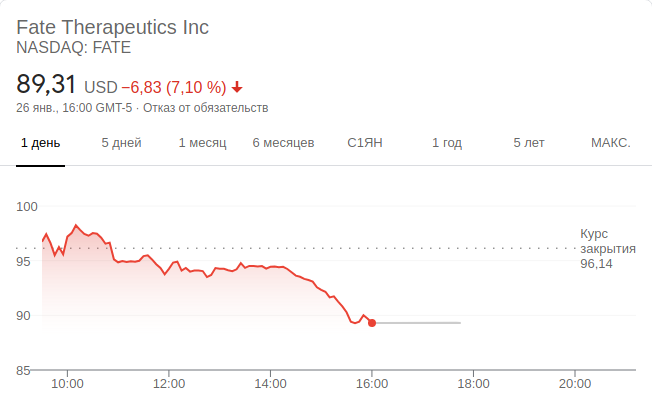 Fate Therapeutics Inc
NASDAQ: FATE
89,31 USD −6,83 (7,10 %)
26 янв., 16:00 GMT-5 · Отказ от обязательств
1 день 5 дней 1 месяц 6 месяцев С1ЯН 1 год 5 лет МАКС.
100
95
90
85
Курс
закрытия
96,14
10:00 12:00 14:00 16:00 18:00 20:00